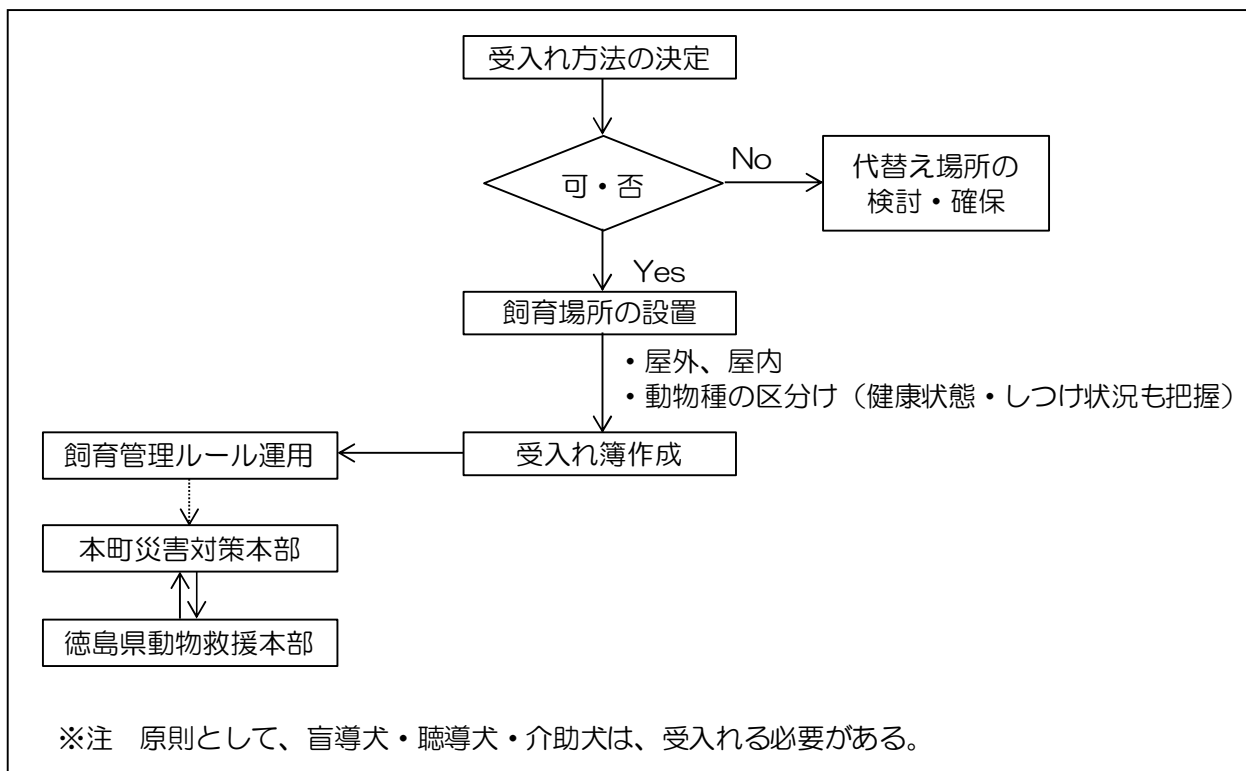 受入れ方法の決定
可・否
No
代替え場所の
検討・確保
Yes
飼育場所の設置
・屋外、屋内
・動物種の区分け（健康状態・しつけ状況も把握）
受入れ簿作成
飼育管理ルール運用
本町災害対策本部
徳島県動物救援本部
※注　原則として、盲導犬・聴導犬・介助犬は、受入れる必要がある。